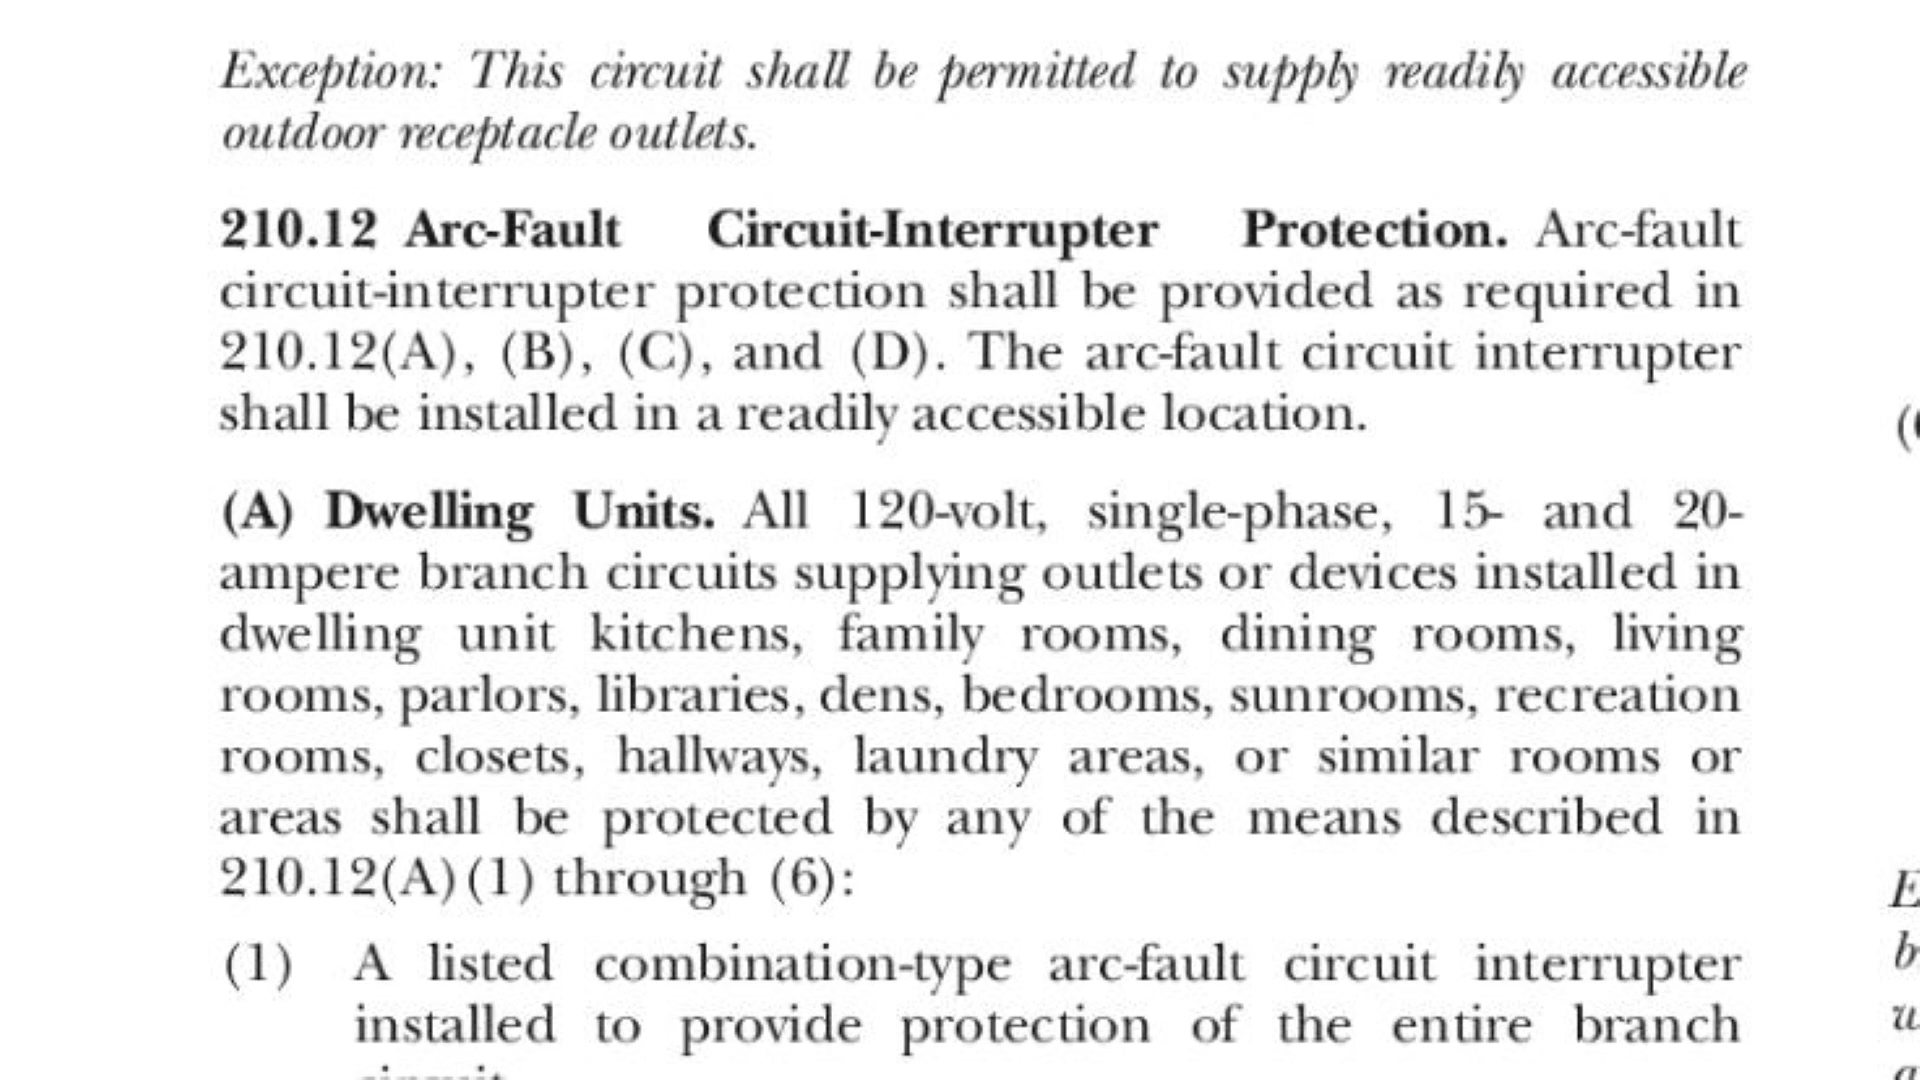 Exception: This circuit shall be permitted to supply readily accessible
outdoor receptacle outlets.
210.12 Arc-Fault Circuit-Interrupter Protection. Arc-fault
circuit-interrupter protection shall be provided as required in
210.12(A), (B), (C), and (D). The arc-fault circuit interrupter
shall be installed in a readily accessible location.
(A) Dwelling Units. All 120-volt, single-phase, 15- and 20-
ampere branch circuits supplying outlets or devices installed in
dwelling unit kitchens, family rooms, dining rooms, living
rooms, parlors, libraries, dens, bedrooms, sunrooms, recreation
rooms, closets, hallways, laundry areas, or similar rooms or
areas shall be protected by any of the means described in
210.12(A)(1) through (6):
(1) A listed combination-type arc-fault circuit interrupter
installed to provide protection of the entire branch